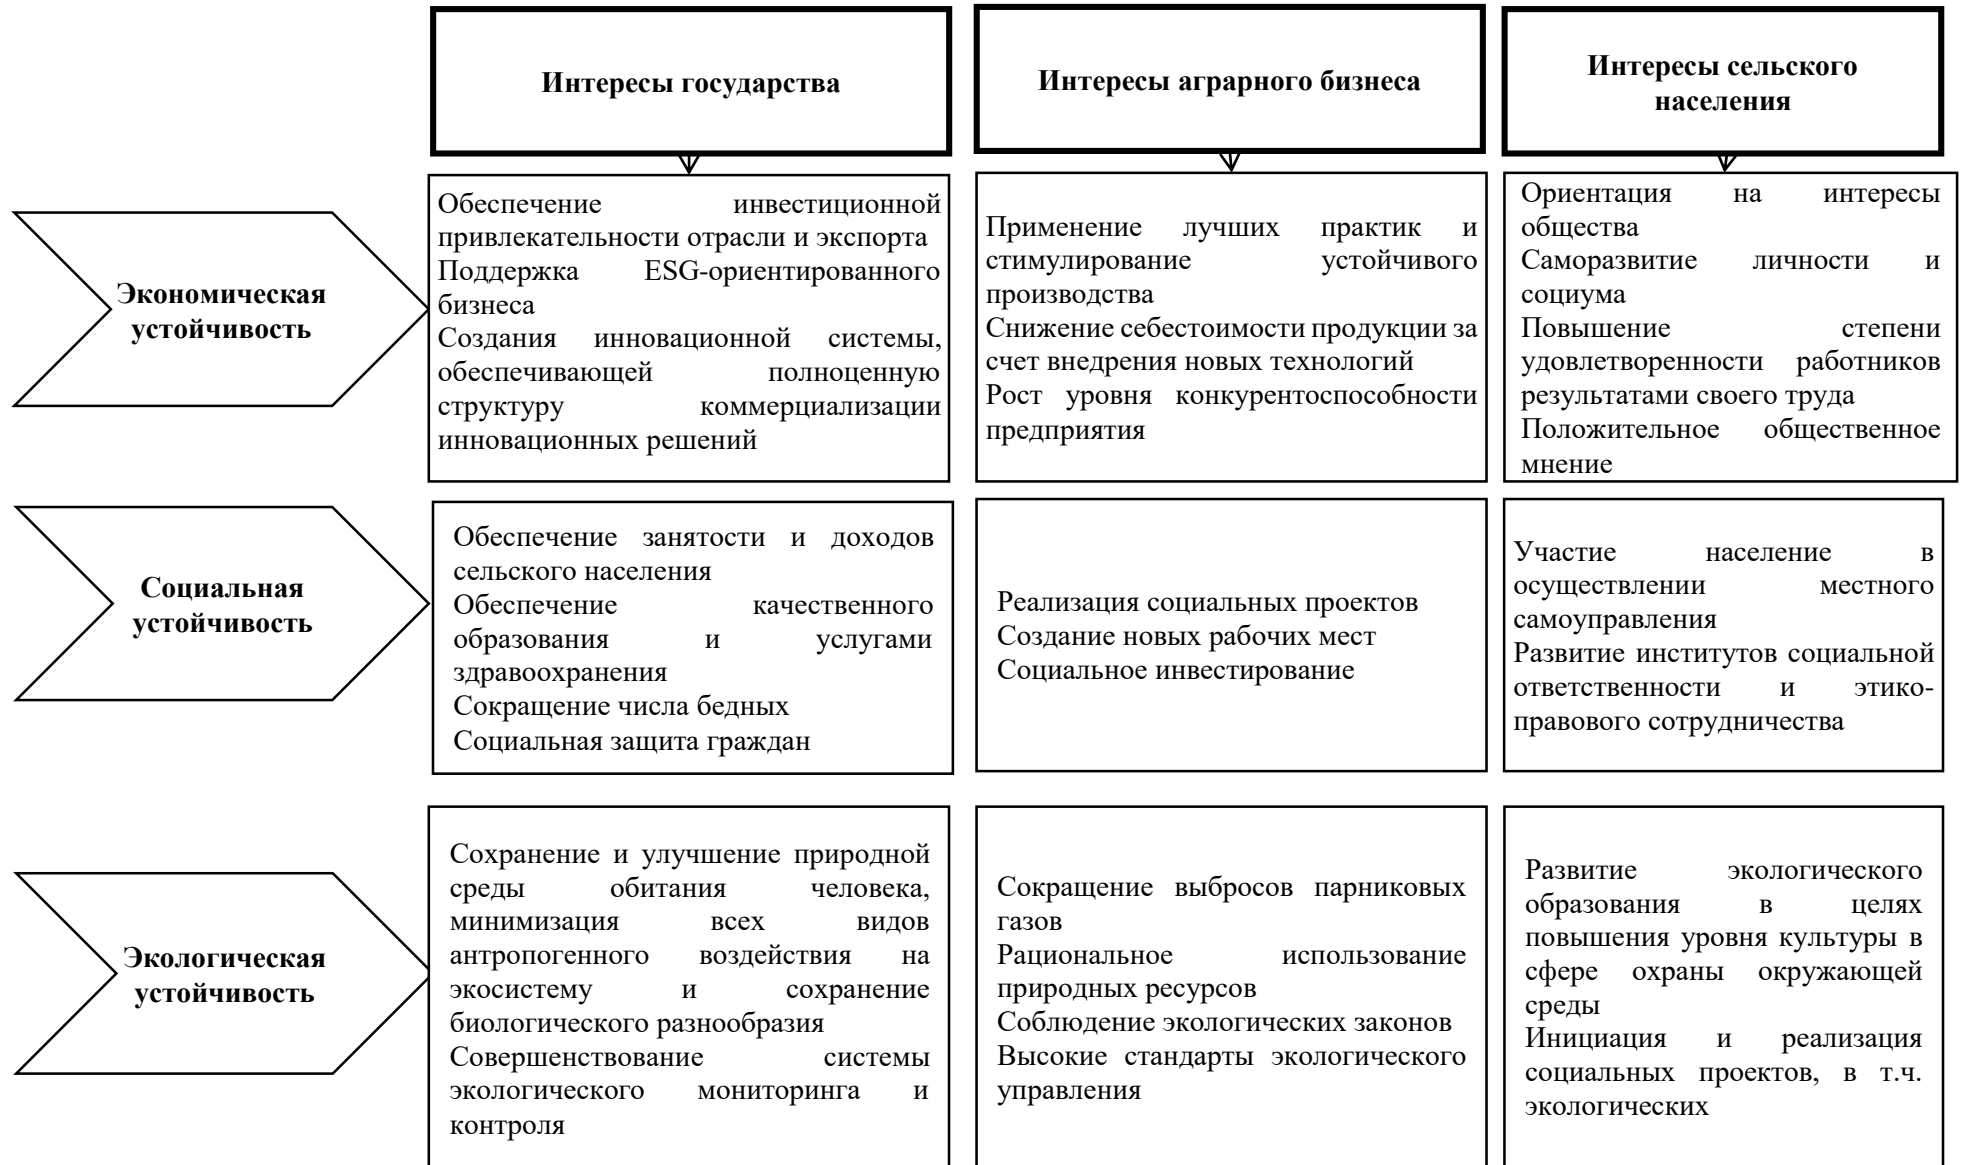 Интересы государства
Интересы аграрного бизнеса
Интересы сельского
населения
Экономическая
устойчивость
Обеспечение инвестиционной
привлекательности отрасли и экспорта
Поддержка ESG-ориентированного
бизнеса
Создания инновационной системы,
обеспечивающей полноценную
структуру коммерциализации
инновационных решений
Применение лучших практик и
стимулирование устойчивого
производства
Снижение себестоимости продукции за
счет внедрения новых технологий
Рост уровня конкурентоспособности
предприятия
Ориентация на интересы
общества
Саморазвитие личности и
социума
Повышение степени
удовлетворенности работников
результатами своего труда
Положительное общественное
мнение
Социальная
устойчивость
Обеспечение занятости и доходов
сельского населения
Обеспечение качественного
образования и услугами
здравоохранения
Сокращение числа бедных
Социальная защита граждан
Реализация социальных проектов
Создание новых рабочих мест
Социальное инвестирование
Участие население в
осуществлении местного
самоуправления
Развитие институтов социальной
ответственности и этико-
правового сотрудничества
Экологическая
устойчивость
Сохранение и улучшение природной
среды обитания человека,
минимизация всех видов
антропогенного воздействия на
экосистему и сохранение
биологического разнообразия
Совершенствование системы
экологического мониторинга и
контроля
Сокращение выбросов парниковых
газов
Рациональное использование
природных ресурсов
Соблюдение экологических законов
Высокие стандарты экологического
управления
Развитие экологического
образования в целях
повышения уровня культуры в
сфере охраны окружающей
среды
Инициация и реализация
социальных проектов, в т.ч.
экологических